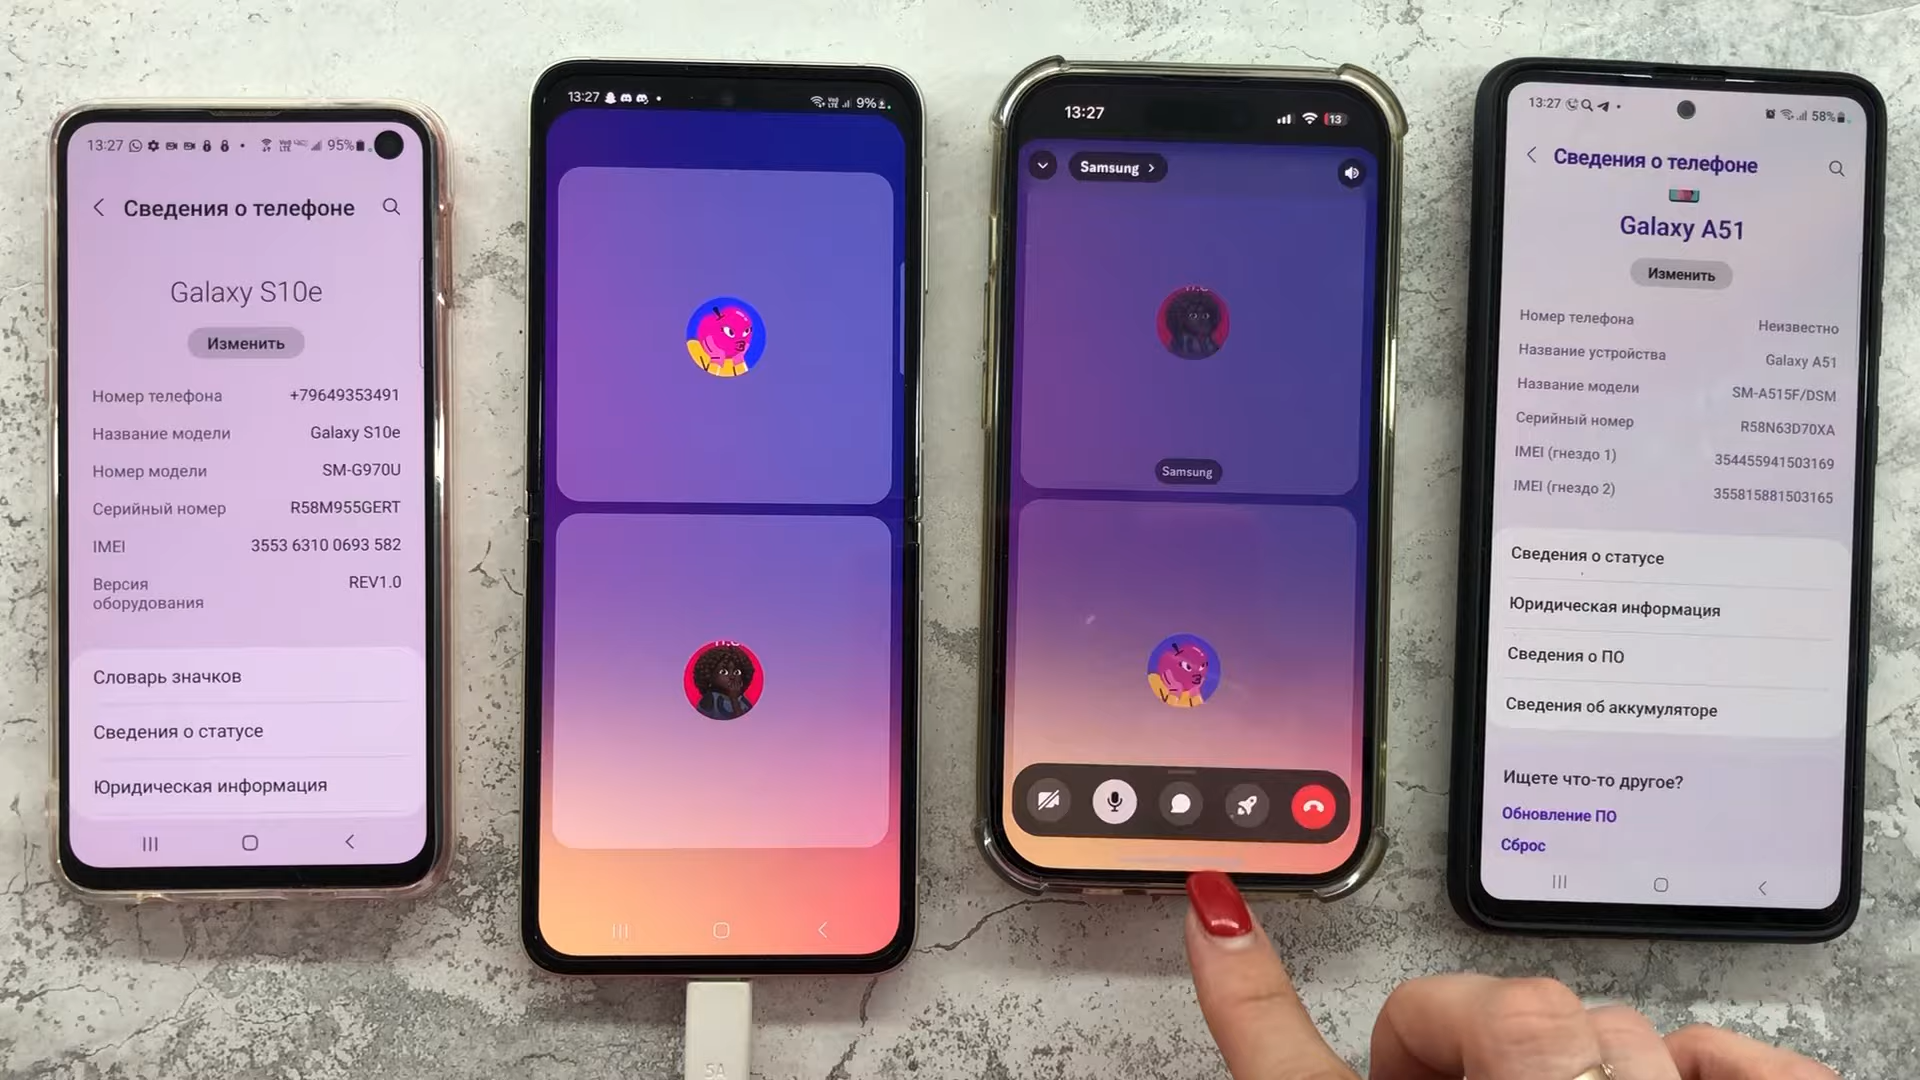 13:27
95%
Сведения о телефоне
Galaxy S10e
Изменить
Номер телефона
+79649353491
Название модели
Galaxy S10e
Номер модели
SM-G970U
Серийный номер
R58M955GERT
IMEI
3553 6310 0693 582
Версия
оборудования
REV1.0
Словарь значков
Сведения о статусе
Юридическая информация
13:27
9%
5A
13:27
13
Samsung
Samsung
13:27
58%
Сведения о телефоне
Galaxy A51
Изменить
Номер телефона
Неизвестно
Название устройства
Galaxy A51
Название модели
SM-A515F/DSM
Серийный номер
R58N63D70XA
IMEI (гнездо 1)
354455941503169
IMEI (гнездо 2)
355815881503165
Сведения о статусе
Юридическая информация
Сведения о ПО
Сведения об аккумуляторе
Ищете что-то другое?
Обновление ПО
Сброс